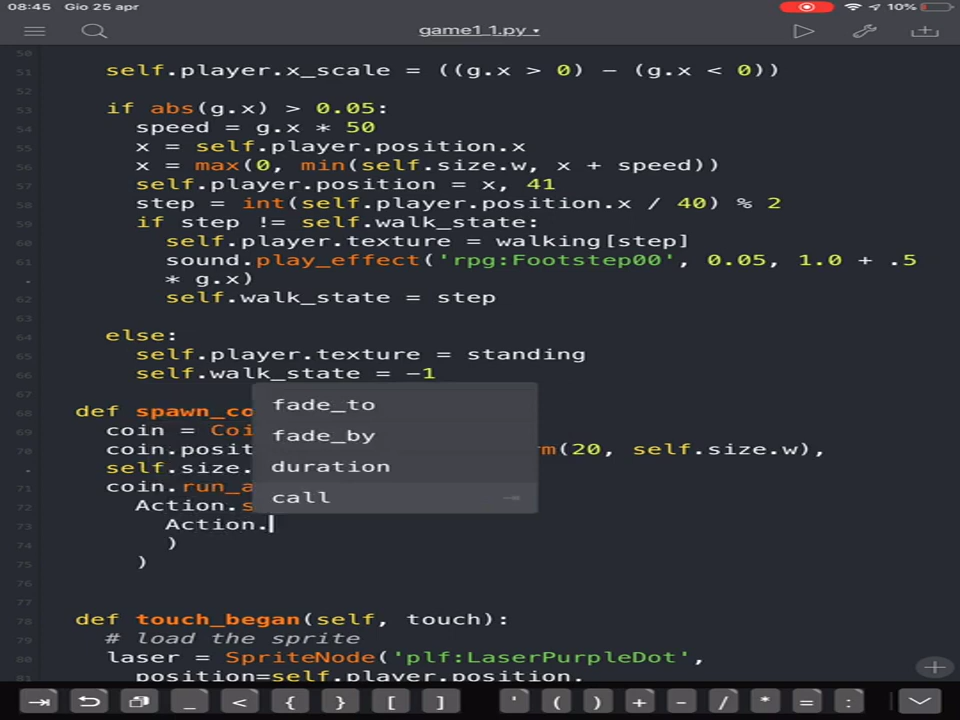 08:45 Gio 25 apr
10%
game1 1.py
50
51 self.player.x_scale = ((g.x > 0) - (g.x < 0))
52
53 if abs(g.x) > 0.05:
54 speed = g.x * 50
55 x = self.player.position.x
56 x = max(0, min(self.size.w, x + speed))
57 self.player.position = x, 41
58 step = int(self.player.position.x / 40) % 2
59 if step != self.walk_state:
60 self.player.texture = walking[step]
61 sound.play_effect('rpg:Footstep00', 0.05, 1.0 + .5
* g.x)
62 self.walk_state = step
63
64 else:
65 self.player.texture = standing
66 self.walk_state = -1
67
fade_to
68 def spawn_co
69 coin = Coi
fade_by
70 coin.posit rm(20, self.size.w),
self.size.
duration
71 coin.run_a
call
72 Action.s
73 Action.
74 )
75 )
76
77
78 def touch_began(self, touch):
79 # load the sprite
80 laser = SpriteNode('plf:LaserPurpleDot',
81 position=self.player.position,
_ < { } [ ] ' ( ) + - / * = :